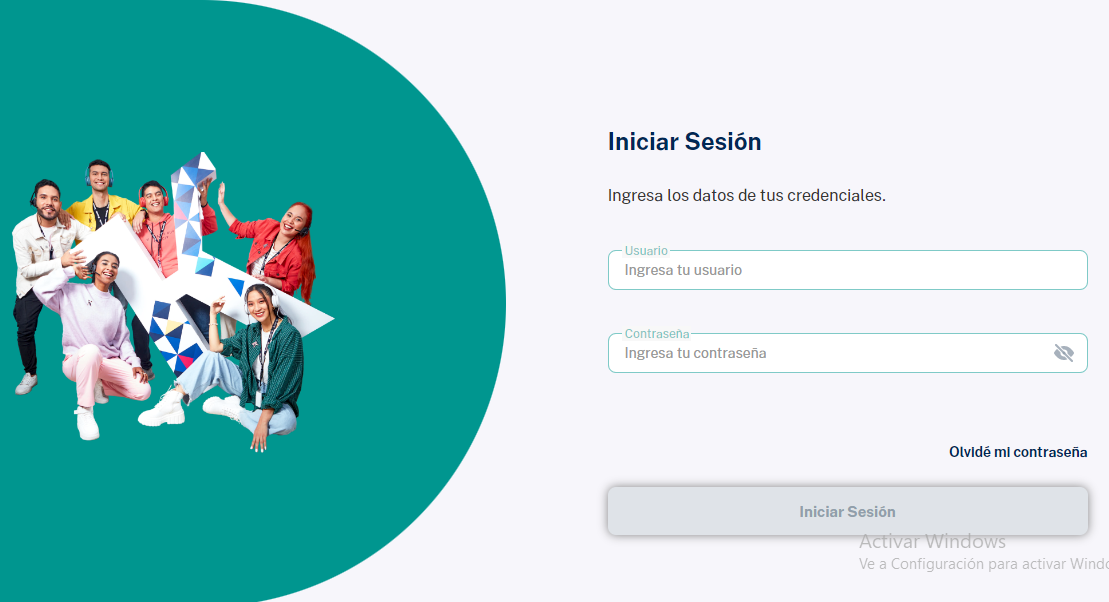 Iniciar Sesión
Ingresa los datos de tus credenciales.
Usuario
Ingresa tu usuario
Contraseña
Ingresa tu contraseña
Olvidé mi contraseña
Iniciar Sesión
Activar Windows
Ve a Configuración para activar Windo